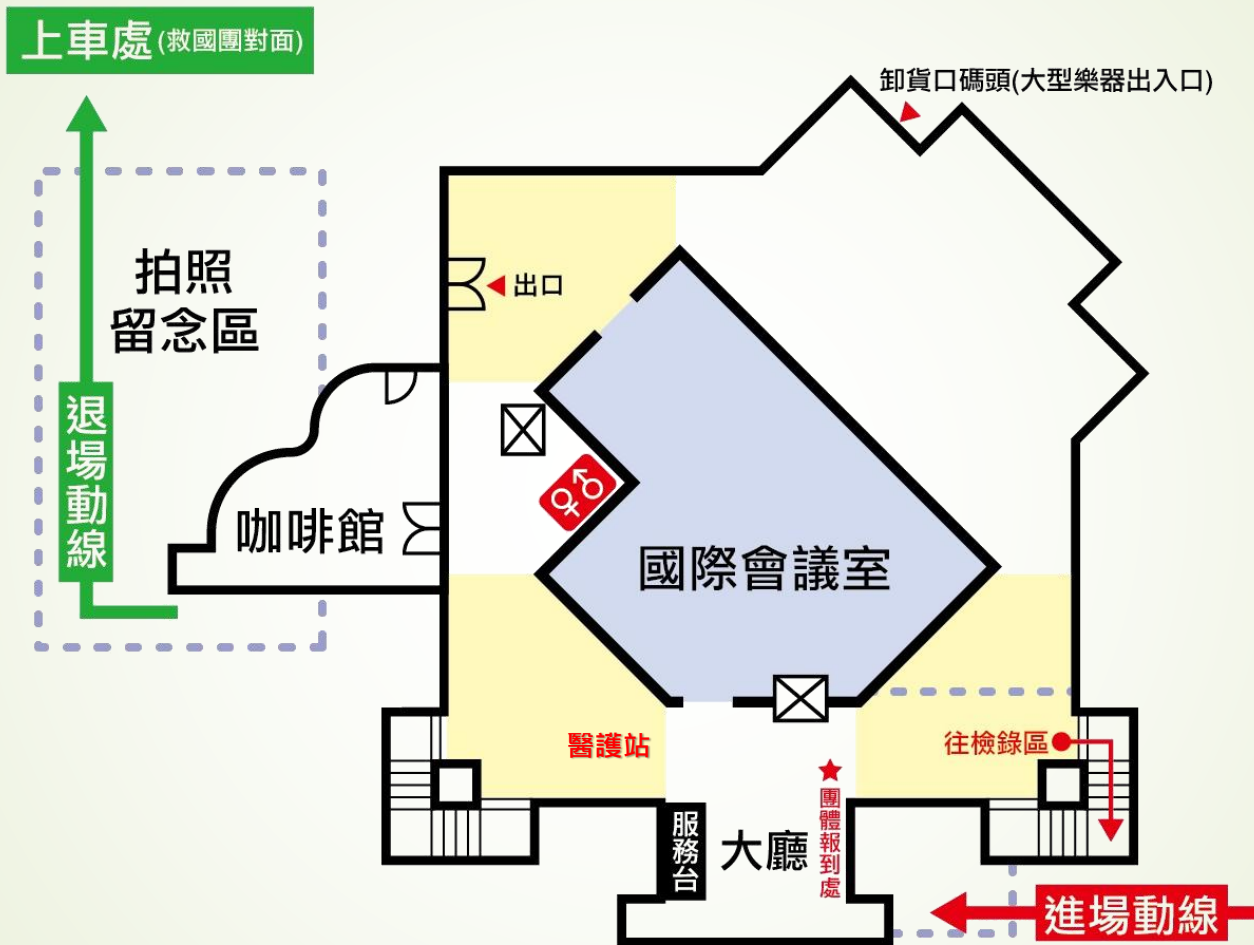 上車處(救國團對面)
卸貨口碼頭(大型樂器出入口)
拍照
留念區
出口
退場動線
咖啡館
國際會議室
醫護站
往檢錄區
團體報到處
服務台
大廳
進場動線